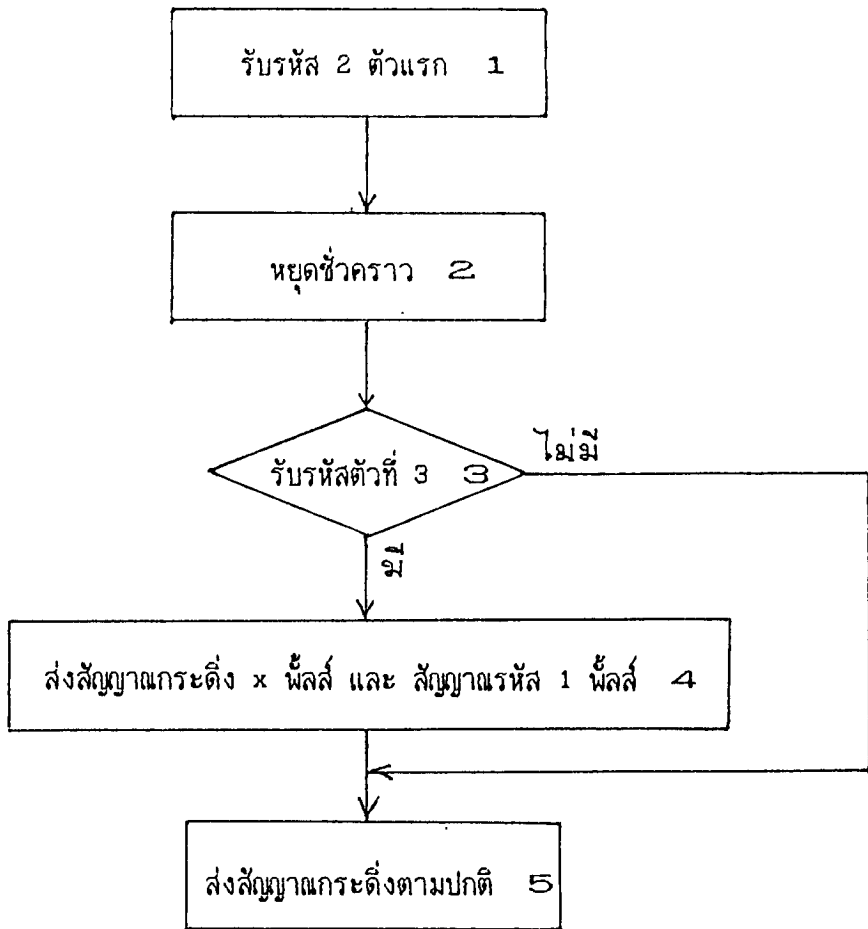 รับรหัส 2 ตัวแรก 1
หยุดชั่วคราว 2
ไม่มี
รับรหัสตัวที่ 3 3
มี
ส่งสัญญาณกระดิ่ง x พั้ลส์ และ สัญญาณรหัส 1 พั้ลส์ 4
ส่งสัญญาณกระดิ่งตามปกติ 5